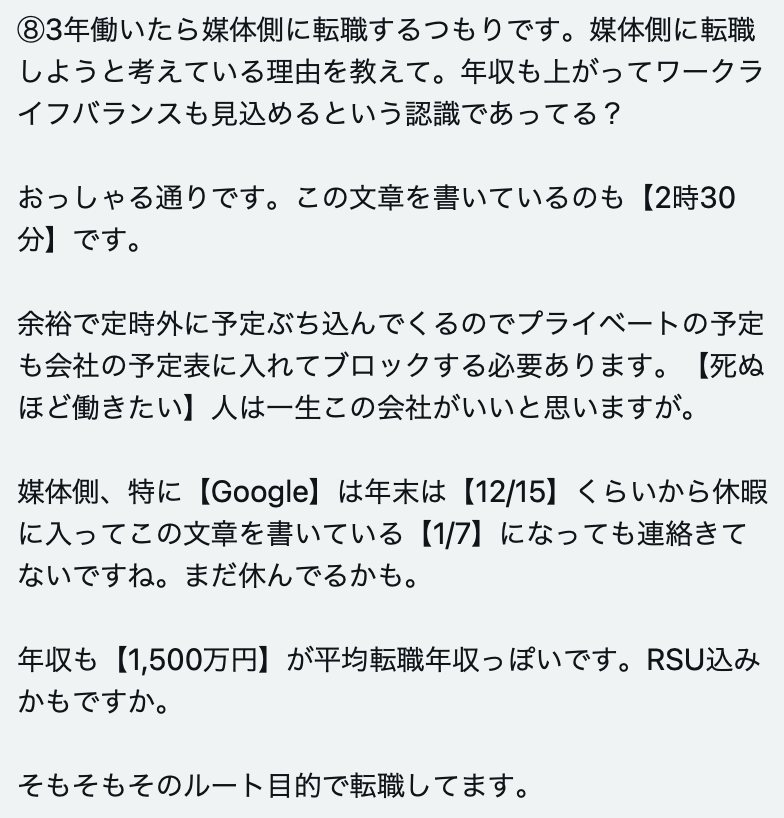 ⑧3年働いたら媒体側に転職するつもりです。媒体側に転職
しようと考えている理由を教えて。年収も上がってワークラ
イフバランスも見込めるという認識であってる？
おっしゃる通りです。この文章を書いているのも【2時30
分】です。
余裕で定時外に予定ぶち込んでくるのでプライベートの予定
も会社の予定表に入れてブロックする必要あります。【死ぬ
ほど働きたい】人は一生この会社がいいと思いますが。
媒体側、特に【Google】は年末は【12/15】くらいから休暇
に入ってこの文章を書いている【1/7】になっても連絡きて
ないですね。まだ休んでるかも。
年収も【1,500万円】が平均転職年収っぽいです。RSU込み
かもですか。
そもそもそのルート目的で転職してます。